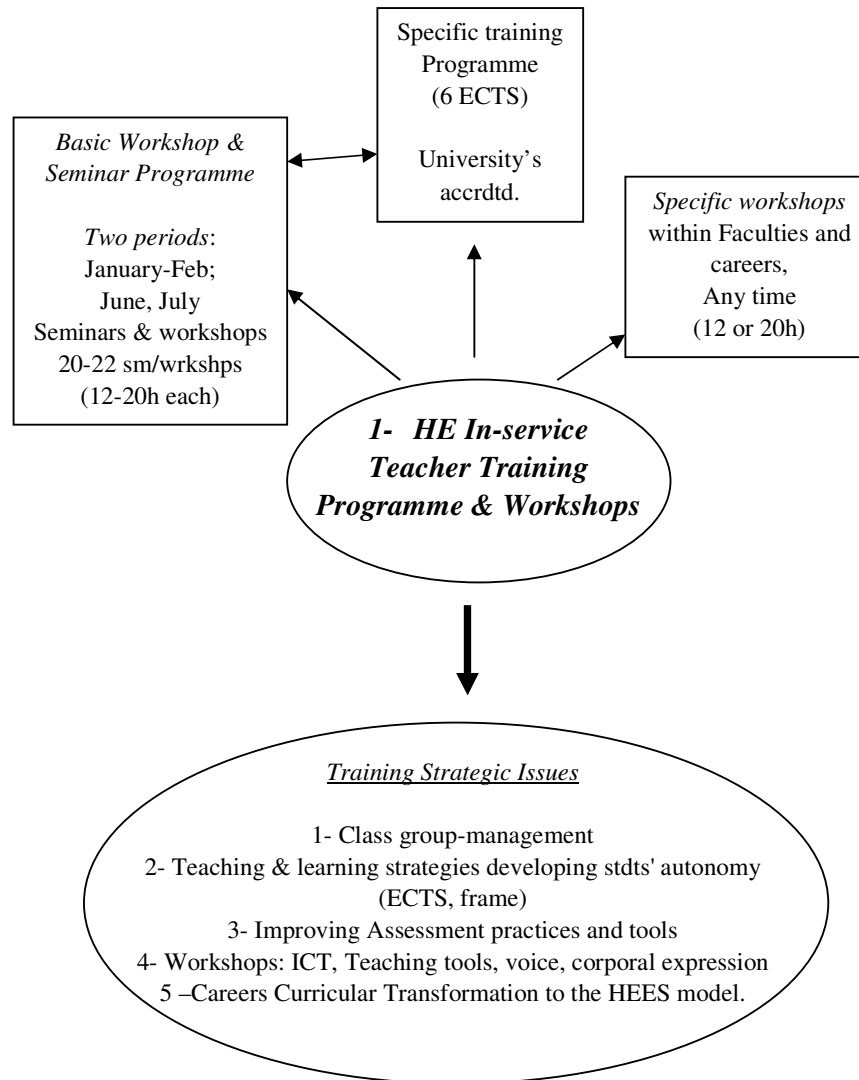 Specific training
Programme
(6 ECTS)
University’s
accrdtd.
Basic Workshop &
Seminar Programme
Two periods:
January-Feb;
June, July
Seminars & workshops
20-22 sm/wrkshps
(12-20h each)
Specific workshops
within Faculties and
careers,
Any time
(12 or 20h)
1- HE In-service
Teacher Training
Programme & Workshops
Training Strategic Issues
1- Class group-management
2- Teaching & learning strategies developing stdts' autonomy
(ECTS, frame)
3- Improving Assessment practices and tools
4- Workshops: ICT, Teaching tools, voice, corporal expression
5 –Careers Curricular Transformation to the HEES model.